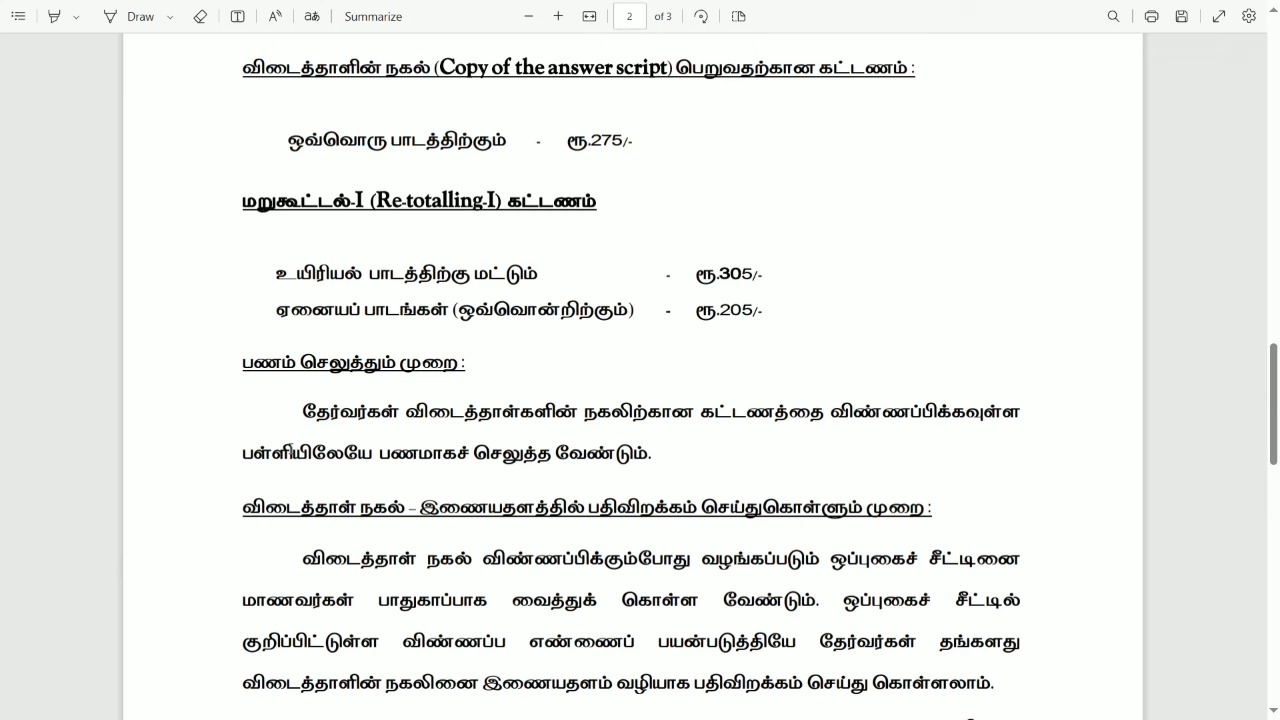 Draw
Summarize
2 of 3
விடைத்தாளின் நகல் (Copy of the answer script) பெறுவதற்கான கட்டணம் :
ஒவ்வொரு பாடத்திற்கும் - ரூ.275/-
மறுகூட்டல்-I (Re-totalling-I) கட்டணம்
உயிரியல் பாடத்திற்கு மட்டும் - ரூ.305/-
ஏனையப் பாடங்கள் (ஒவ்வொன்றிற்கும்) - ரூ.205/-
பணம் செலுத்தும் முறை :
தேர்வர்கள் விடைத்தாள்களின் நகலிற்கான கட்டணத்தை விண்ணப்பிக்கவுள்ள
பள்ளியிலேயே பணமாகச் செலுத்த வேண்டும்.
விடைத்தாள் நகல் – இணையதளத்தில் பதிவிறக்கம் செய்துகொள்ளும் முறை :
விடைத்தாள் நகல் விண்ணப்பிக்கும்போது வழங்கப்படும் ஒப்புகைச் சீட்டினை
மாணவர்கள் பாதுகாப்பாக வைத்துக் கொள்ள வேண்டும். ஒப்புகைச் சீட்டில்
குறிப்பிட்டுள்ள விண்ணப்ப எண்ணைப் பயன்படுத்தியே தேர்வர்கள் தங்களது
விடைத்தாளின் நகலினை இணையதளம் வழியாக பதிவிறக்கம் செய்து கொள்ளலாம்.